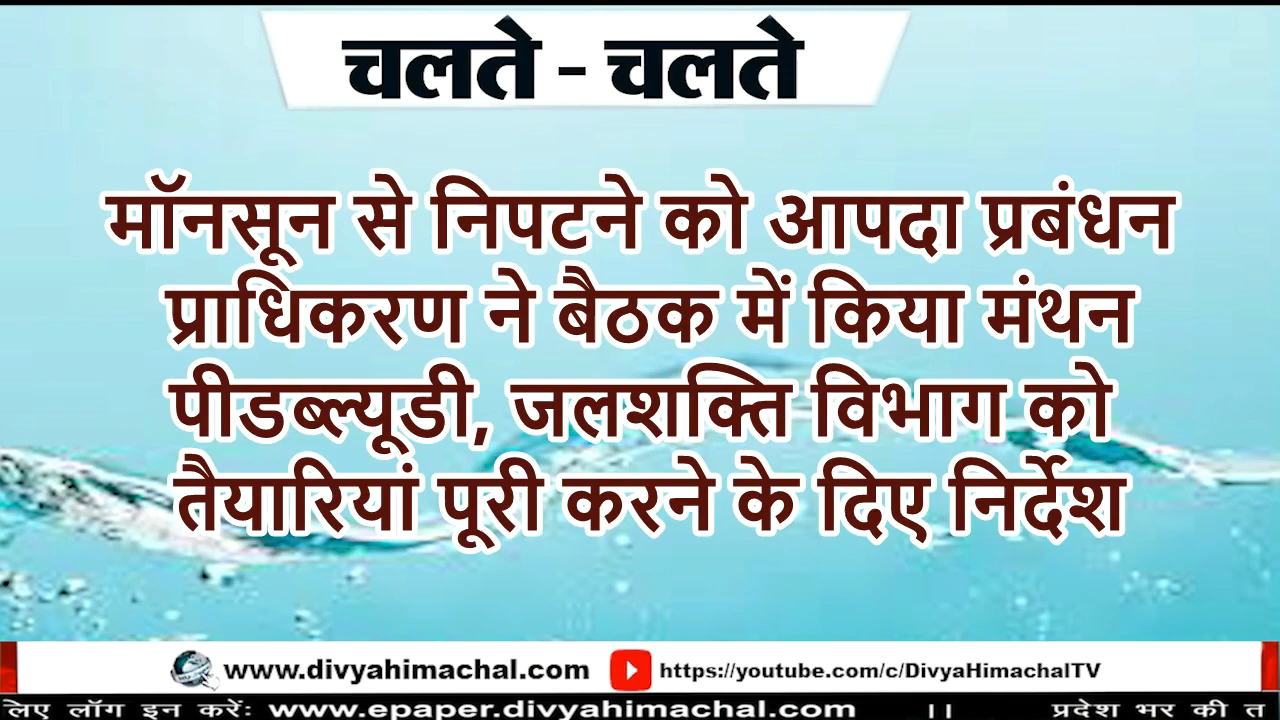 चलते - चलते
मॉनसून से निपटने को आपदा प्रबंधन
प्राधिकरण ने बैठक में किया मंथन
पीडब्ल्यूडी, जलशक्ति विभाग को
तैयारियां पूरी करने के दिए निर्देश
www.divyahimachal.com https://youtube.com/c/DivyaHimachalTV
लिए लॉग इन करेंः www.epaper.divyahimachal.com ।। प्रदेश भर की त